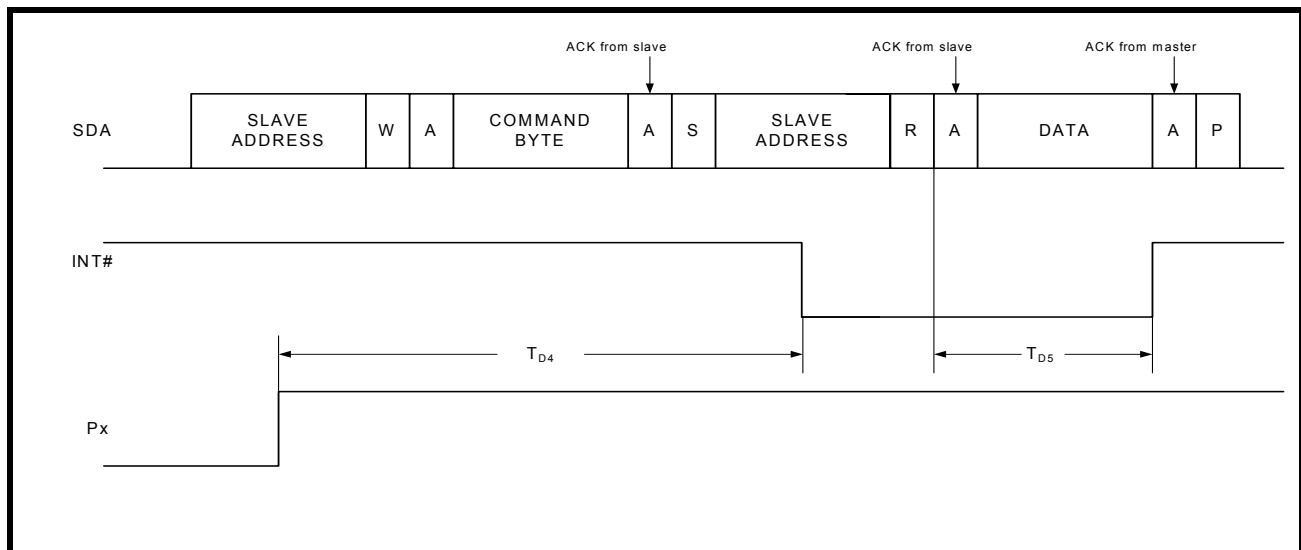 ACK from slave
ACK from slave
ACK from master
SDA
SLAVE ADDRESS
W
A
COMMAND BYTE
A
S
SLAVE ADDRESS
R
A
DATA
A
P
INT#
TD4
TD5
Px